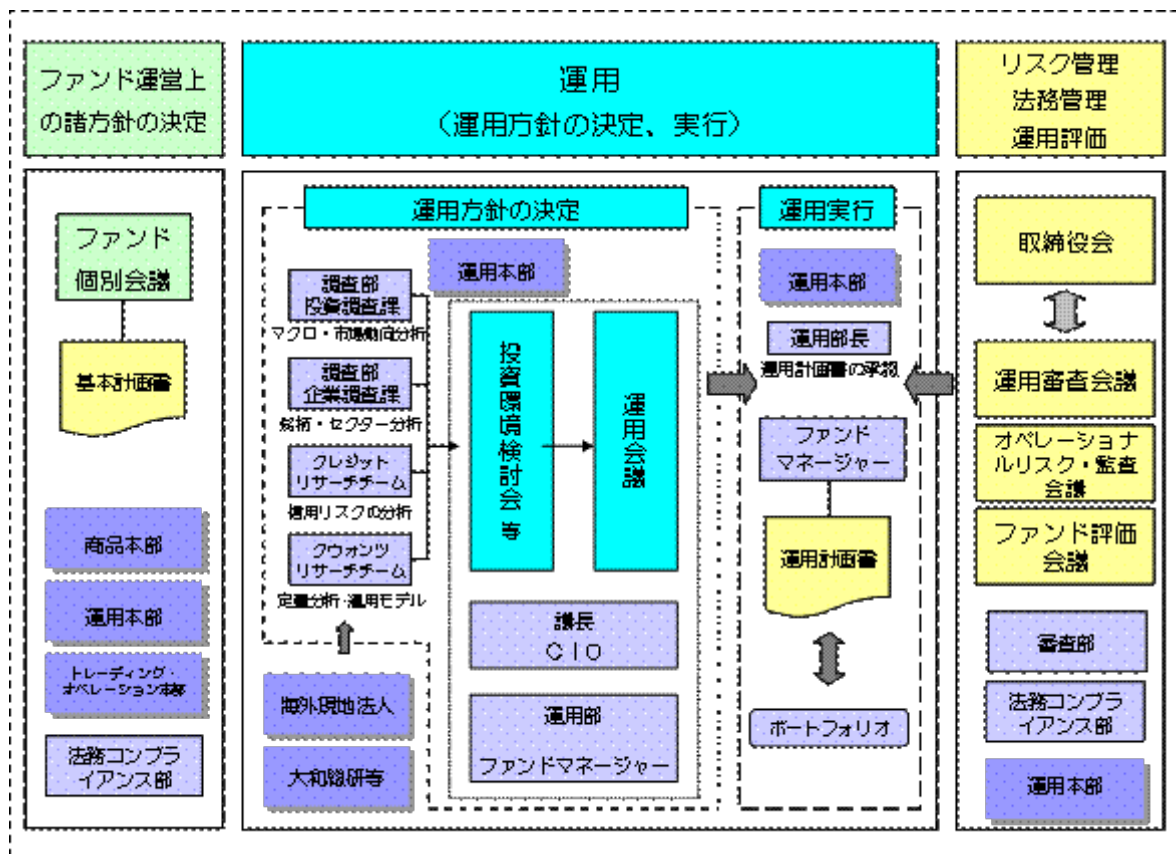 ファンド運営上
の諸方針の決定
運用
（運用方針の決定、実行）
リスク管理
法務管理
運用評価
ファンド
個別会議
基本計画書
商品本部
運用本部
トレーディング・
オペレーション本部
法務コンプラ
イアンス部
運用方針の決定
運用本部
調査部
投資調査課
マクロ・市場動向分析
調査部
企業調査課
銘柄・セクター分析
クレジット
リサーチチーム
信用リスクの分析
クウォンツ
リサーチチーム
定量分析・運用モデル
海外現地法人
大和総研等
投資環境検討会 等
運用会議
議長
ＣＩＯ
運用部
ファンドマネージャー
運用実行
運用本部
運用部長
運用計画書の承認
ファンド
マネージャー
運用計画書
ポートフォリオ
取締役会
運用審査会議
オペレーショナ
ルリスク・監査
会議
ファンド評価
会議
審査部
法務コンプラ
イアンス部
運用本部